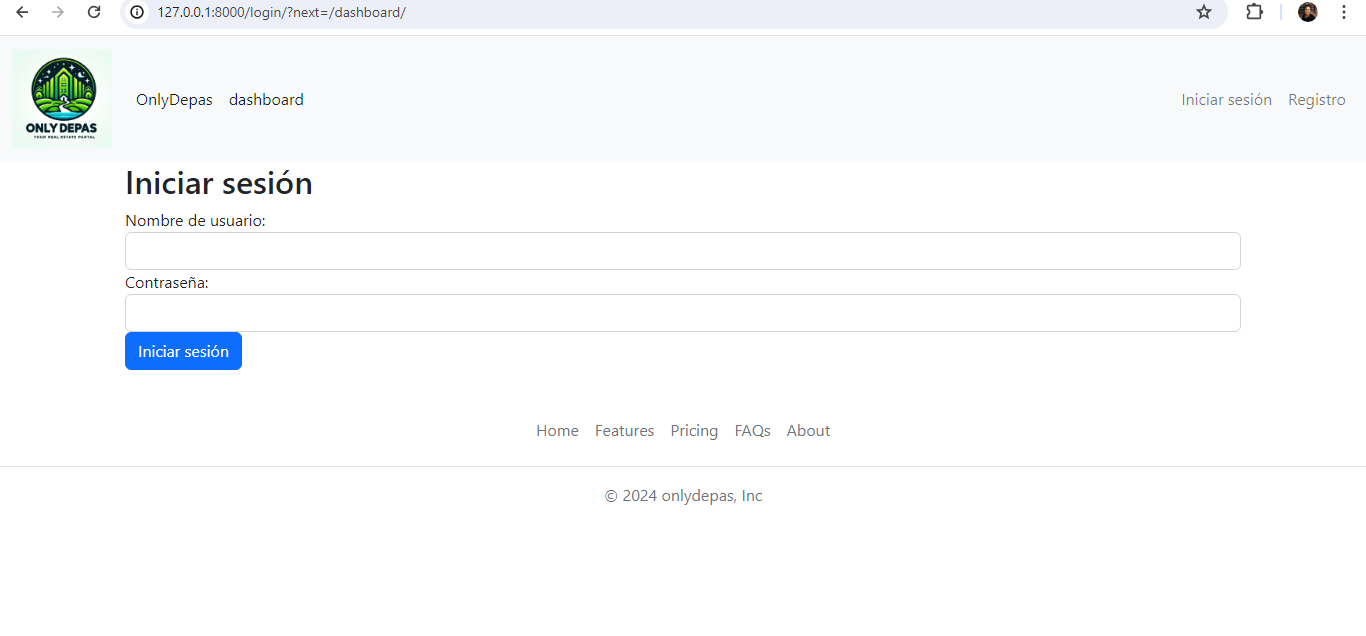 127.0.0.1:8000/login/?next=/dashboard/
ONLY DEPAS
YOUR REAL ESTATE PARTAL
OnlyDepas dashboard Iniciar sesión Registro
Iniciar sesión
Nombre de usuario:
Contraseña:
Iniciar sesión
Home Features Pricing FAQs About
© 2024 onlydepas, Inc